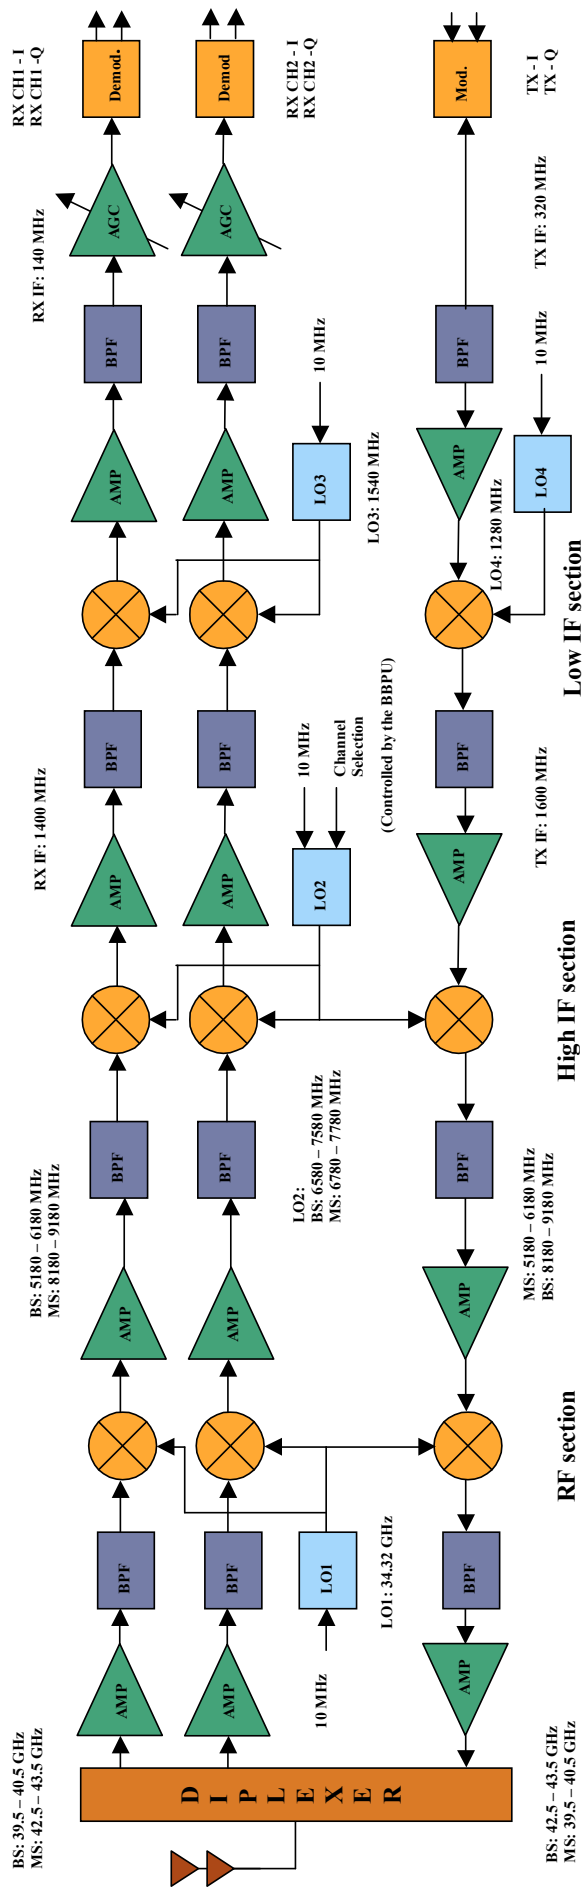 BS: 39.5 – 40.5 GHz
MS: 42.5 – 43.5 GHz
BS: 5180 – 6180 MHz
MS: 8180 – 9180 MHz
RX IF: 1400 MHz
RX IF: 140 MHz
RX CH1 - I
RX CH1 -Q
D I P L E X E R
AMP
BPF
AMP
BPF
AMP
BPF
AMP
BPF
AGC
Demod.
AMP
BPF
AMP
BPF
AMP
BPF
AMP
BPF
AGC
Demod
RX CH2 - I
RX CH2 -Q
10 MHz
LO1
LO1: 34.32 GHz
LO2:
BS: 6580 – 7580 MHz
MS: 6780 – 7780 MHz
LO2
10 MHz
Channel
Selection
(Controlled by the BBPU)
LO3
10 MHz
LO3: 1540 MHz
AMP
BPF
AMP
BPF
AMP
BPF
AMP
BPF
Mod.
LO4: 1280 MHz
LO4
10 MHz
TX - I
TX - Q
BS: 42.5 – 43.5 GHz
MS: 39.5 – 40.5 GHz
MS: 5180 – 6180 MHz
BS: 8180 – 9180 MHz
TX IF: 1600 MHz
TX IF: 320 MHz
RF section
High IF section
Low IF section